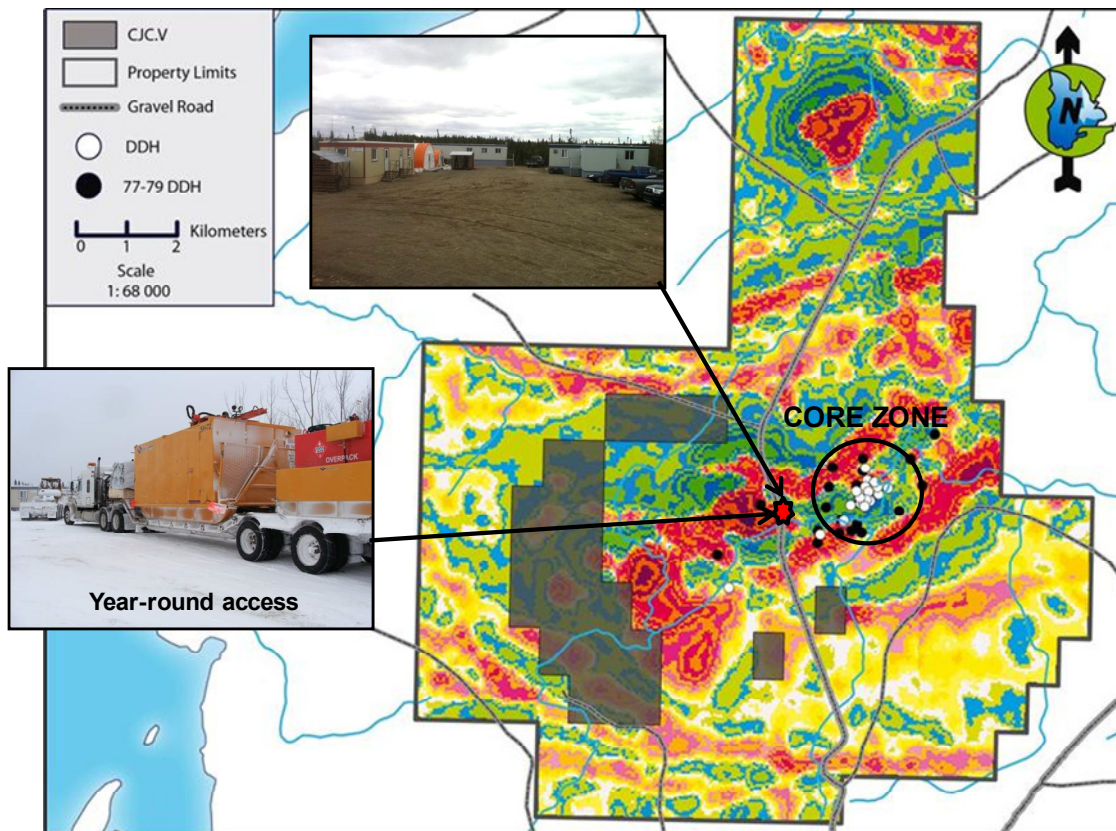 CJC.V
Property Limits
Gravel Road
DDH
77-79 DDH
0 1 2 Kilometers
Scale
1: 68 000
N
CORE ZONE
OVERPACK
Year-round access